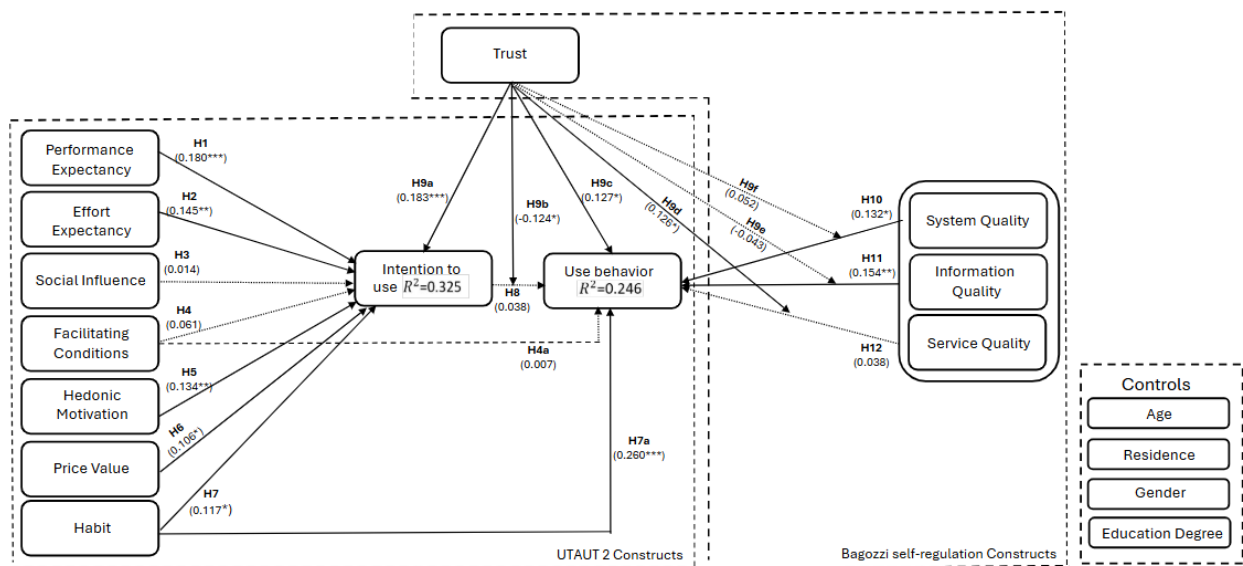 Trust
Performance
Expectancy
Effort
Expectancy
Social Influence
Facilitating
Conditions
Hedonic
Motivation
Price Value
Habit
H1
(0.180***)
H2
(0.145**)
H3
(0.014)
H4
(0.061)
H5
(0.134**)
H6
(0.106*)
H7
(0.117*)
H9a
(0.183***)
H9b
(-0.124*)
H9c
(0.127*)
H9d
(0.126*)
H9e
(-0.043)
H9f
(0.052)
Intention to
use R²=0.325
H8
(0.038)
Use behavior
R²=0.246
H4a
(0.007)
H7a
(0.260***)
H10
(0.132*)
H11
(0.154**)
H12
(0.038)
System Quality
Information
Quality
Service Quality
UTAUT 2 Constructs
Bagozzi self-regulation Constructs
Controls
Age
Residence
Gender
Education Degree